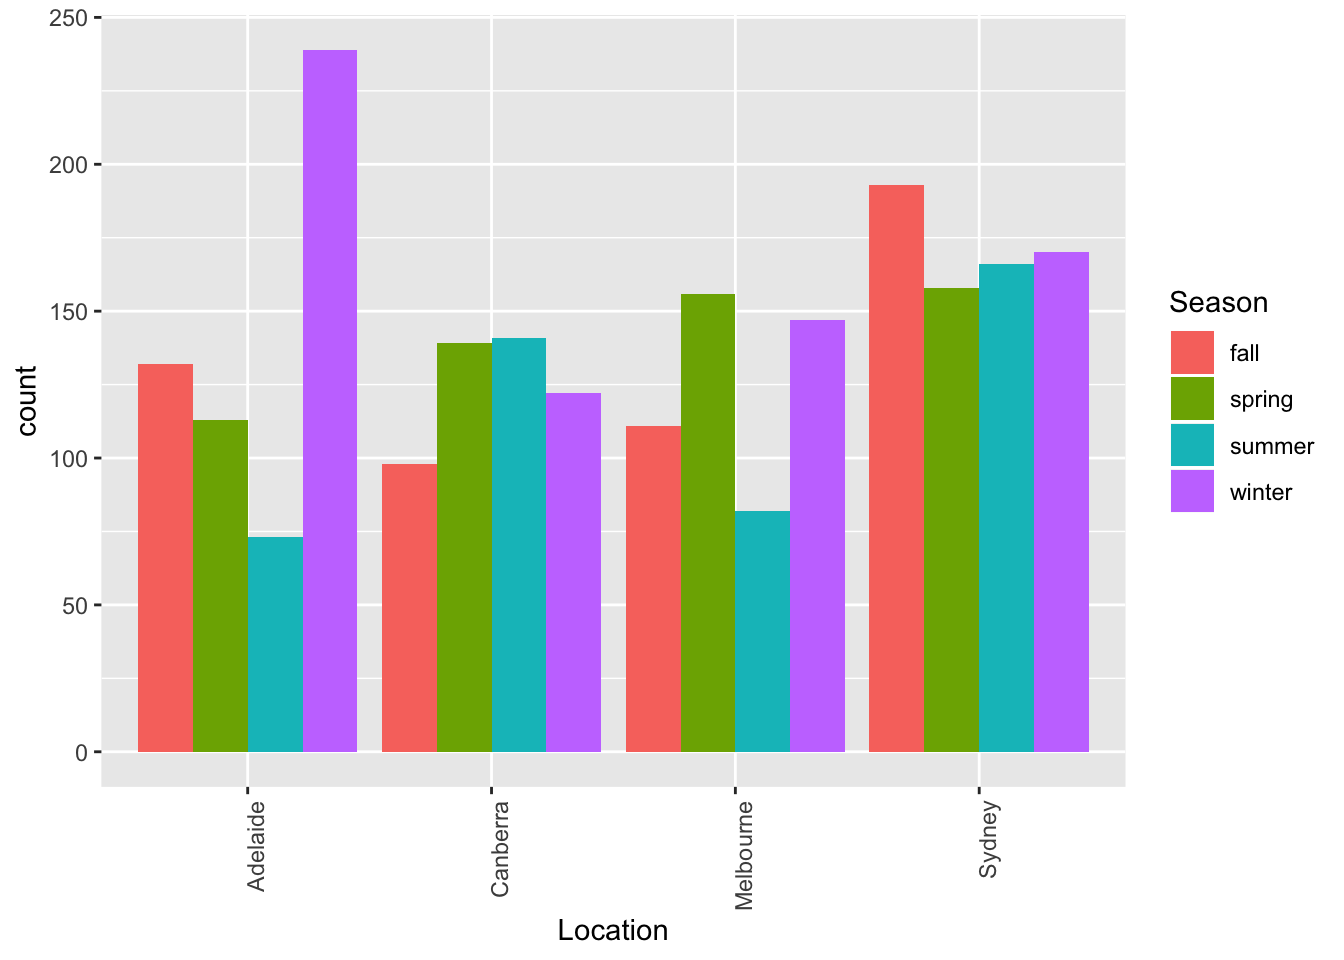 250
200
150
100
50
0
count
Adelaide
Canberra
Melbourne
Sydney
Location
Season
fall
spring
summer
winter